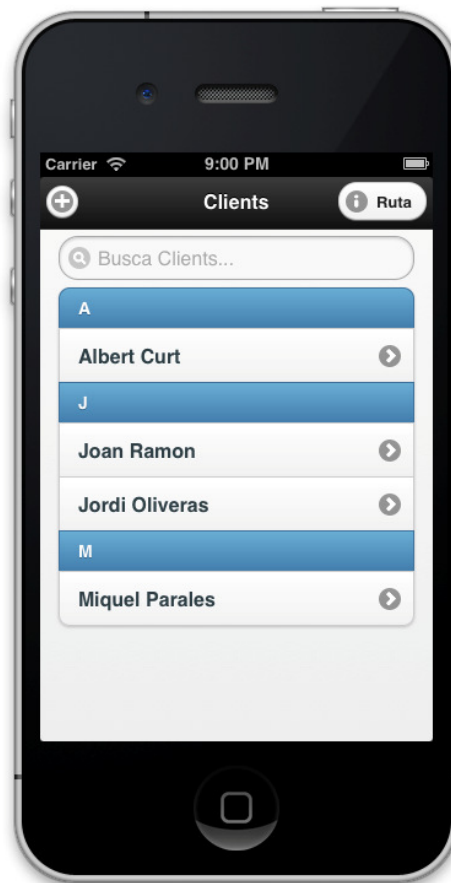 Carrier 9:00 PM
Clients Ruta
Busca Clients...
A
Albert Curt
J
Joan Ramon
Jordi Oliveras
M
Miquel Parales